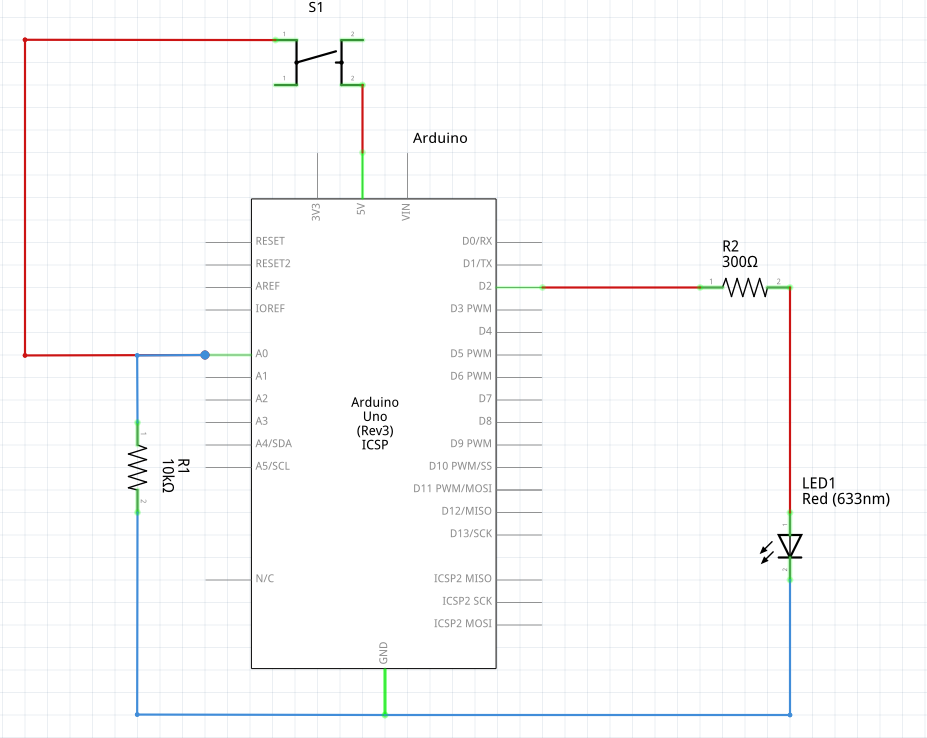 S1
1
2
1
2
Arduino
3V3
5V
VIN
RESET
RESET2
AREF
IOREF
A0
A1
A2
A3
A4/SDA
A5/SCL
N/C
D0/RX
D1/TX
D2
D3 PWM
D4
D5 PWM
D6 PWM
D7
D8
D9 PWM
D10 PWM/SS
D11 PWM/MOSI
D12/MISO
D13/SCK
ICSP2 MISO
ICSP2 SCK
ICSP2 MOSI
GND
Arduino
Uno
(Rev3)
ICSP
R1
10kΩ
1
2
R2
300Ω
1
2
LED1
Red (633nm)
1
2